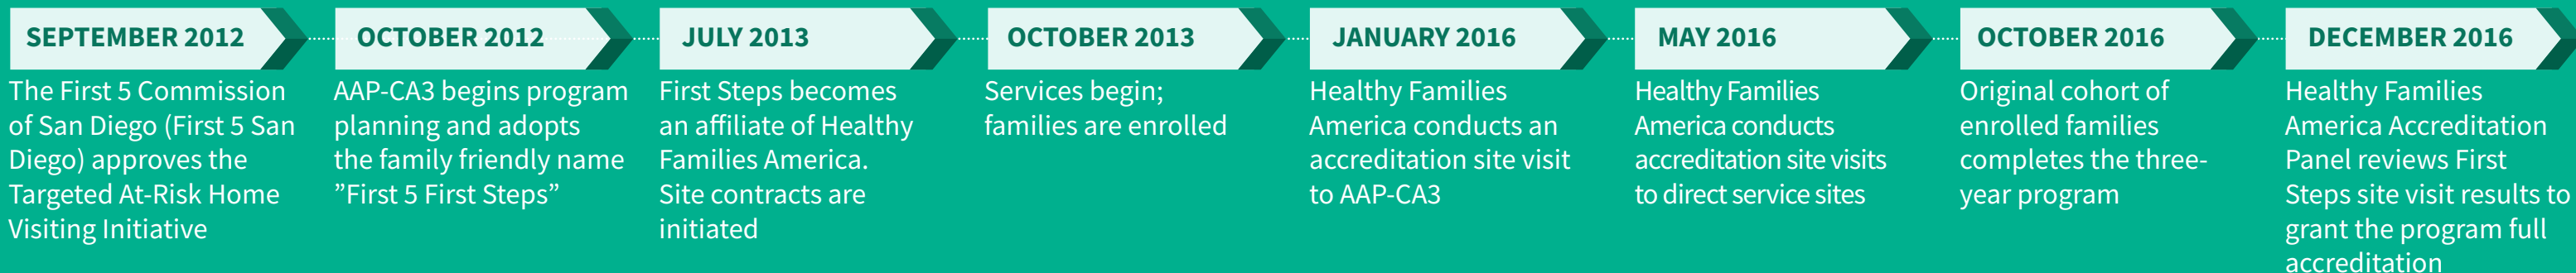 SEPTEMBER 2012
The First 5 Commission
of San Diego (First 5 San
Diego) approves the
Targeted At-Risk Home
Visiting Initiative
OCTOBER 2012
AAP-CA3 begins program
planning and adopts
the family friendly name
”First 5 First Steps”
JULY 2013
First Steps becomes
an affiliate of Healthy
Families America.
Site contracts are
initiated
OCTOBER 2013
Services begin;
families are enrolled
JANUARY 2016
Healthy Families
America conducts an
accreditation site visit
to AAP-CA3
MAY 2016
Healthy Families
America conducts
accreditation site visits
to direct service sites
OCTOBER 2016
Original cohort of
enrolled families
completes the three-
year program
DECEMBER 2016
Healthy Families
America Accreditation
Panel reviews First
Steps site visit results to
grant the program full
accreditation